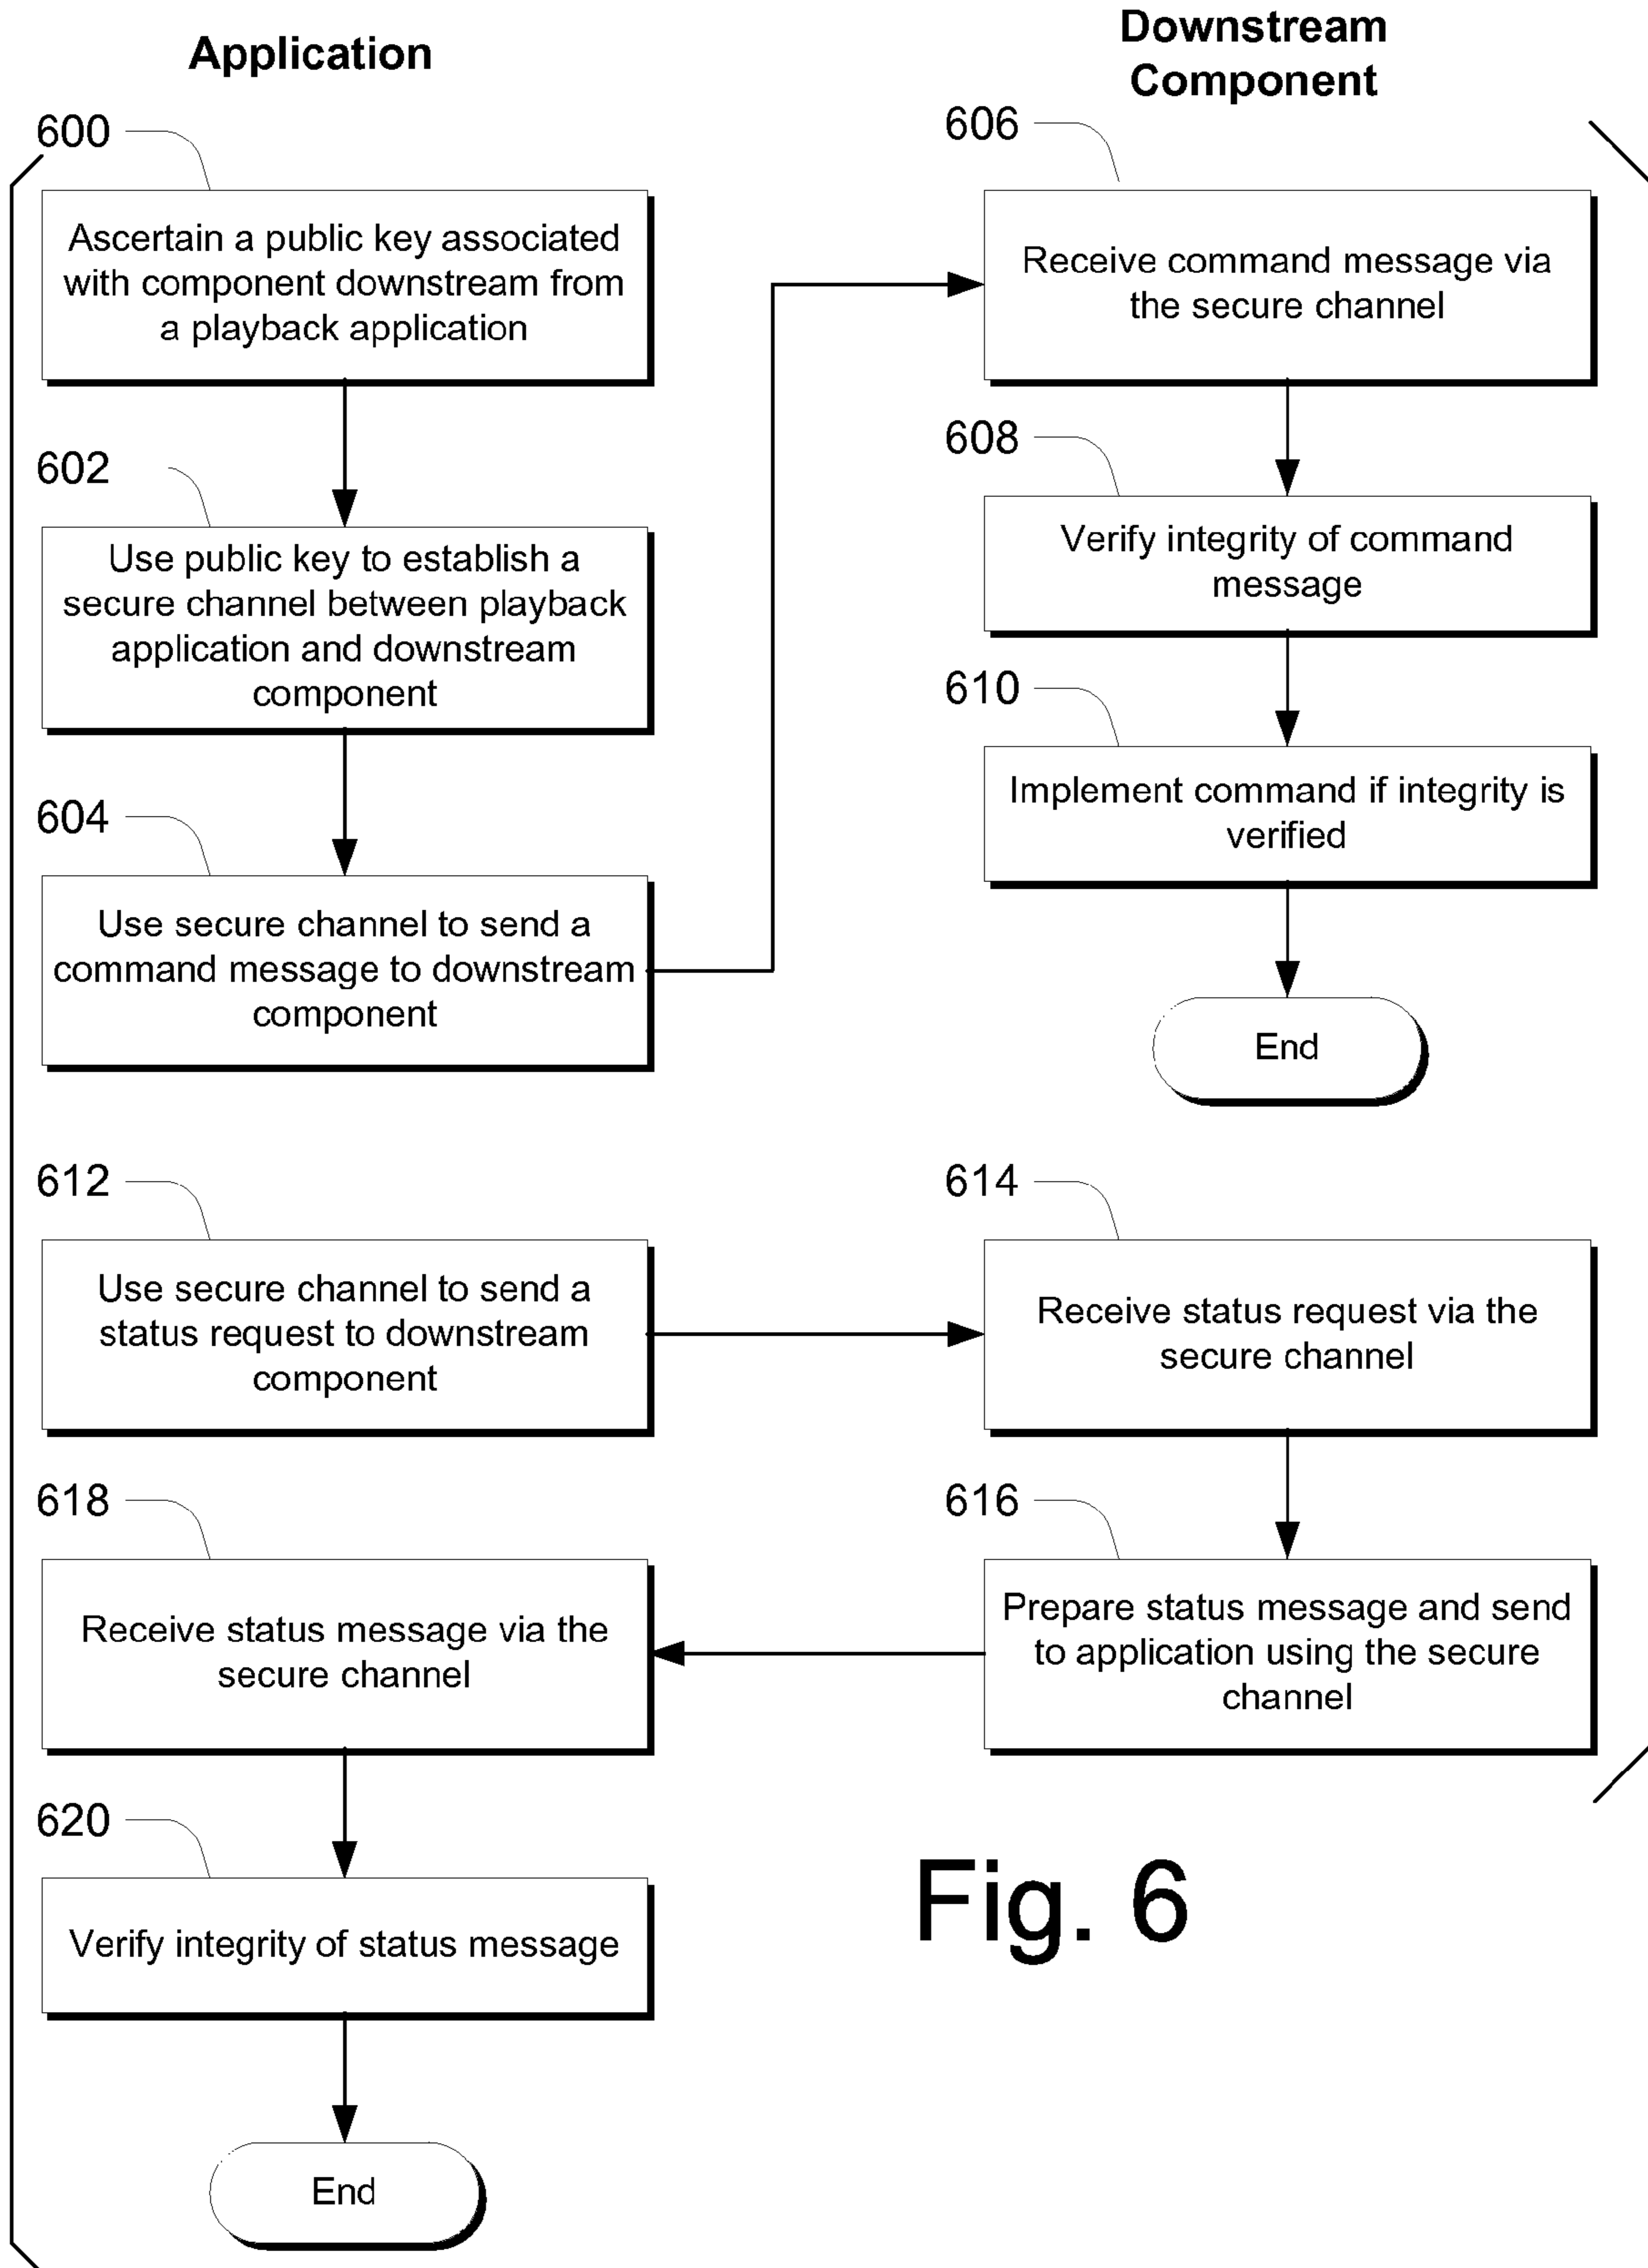 Application
Downstream
Component
600
Ascertain a public key associated
with component downstream from
a playback application
602
Use public key to establish a
secure channel between playback
application and downstream
component
604
Use secure channel to send a
command message to downstream
component
606
Receive command message via
the secure channel
608
Verify integrity of command
message
610
Implement command if integrity is
verified
End
612
Use secure channel to send a
status request to downstream
component
614
Receive status request via the
secure channel
616
Prepare status message and send
to application using the secure
channel
618
Receive status message via the
secure channel
620
Verify integrity of status message
End
Fig. 6